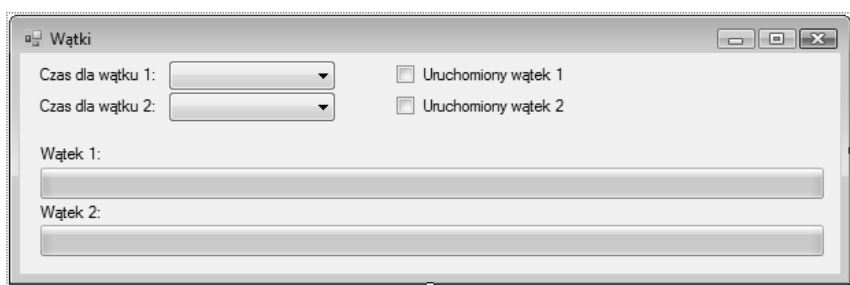 Wątki
Czas dla wątku 1: Uruchomiony wątek 1
Czas dla wątku 2: Uruchomiony wątek 2
Wątek 1:
Wątek 2: